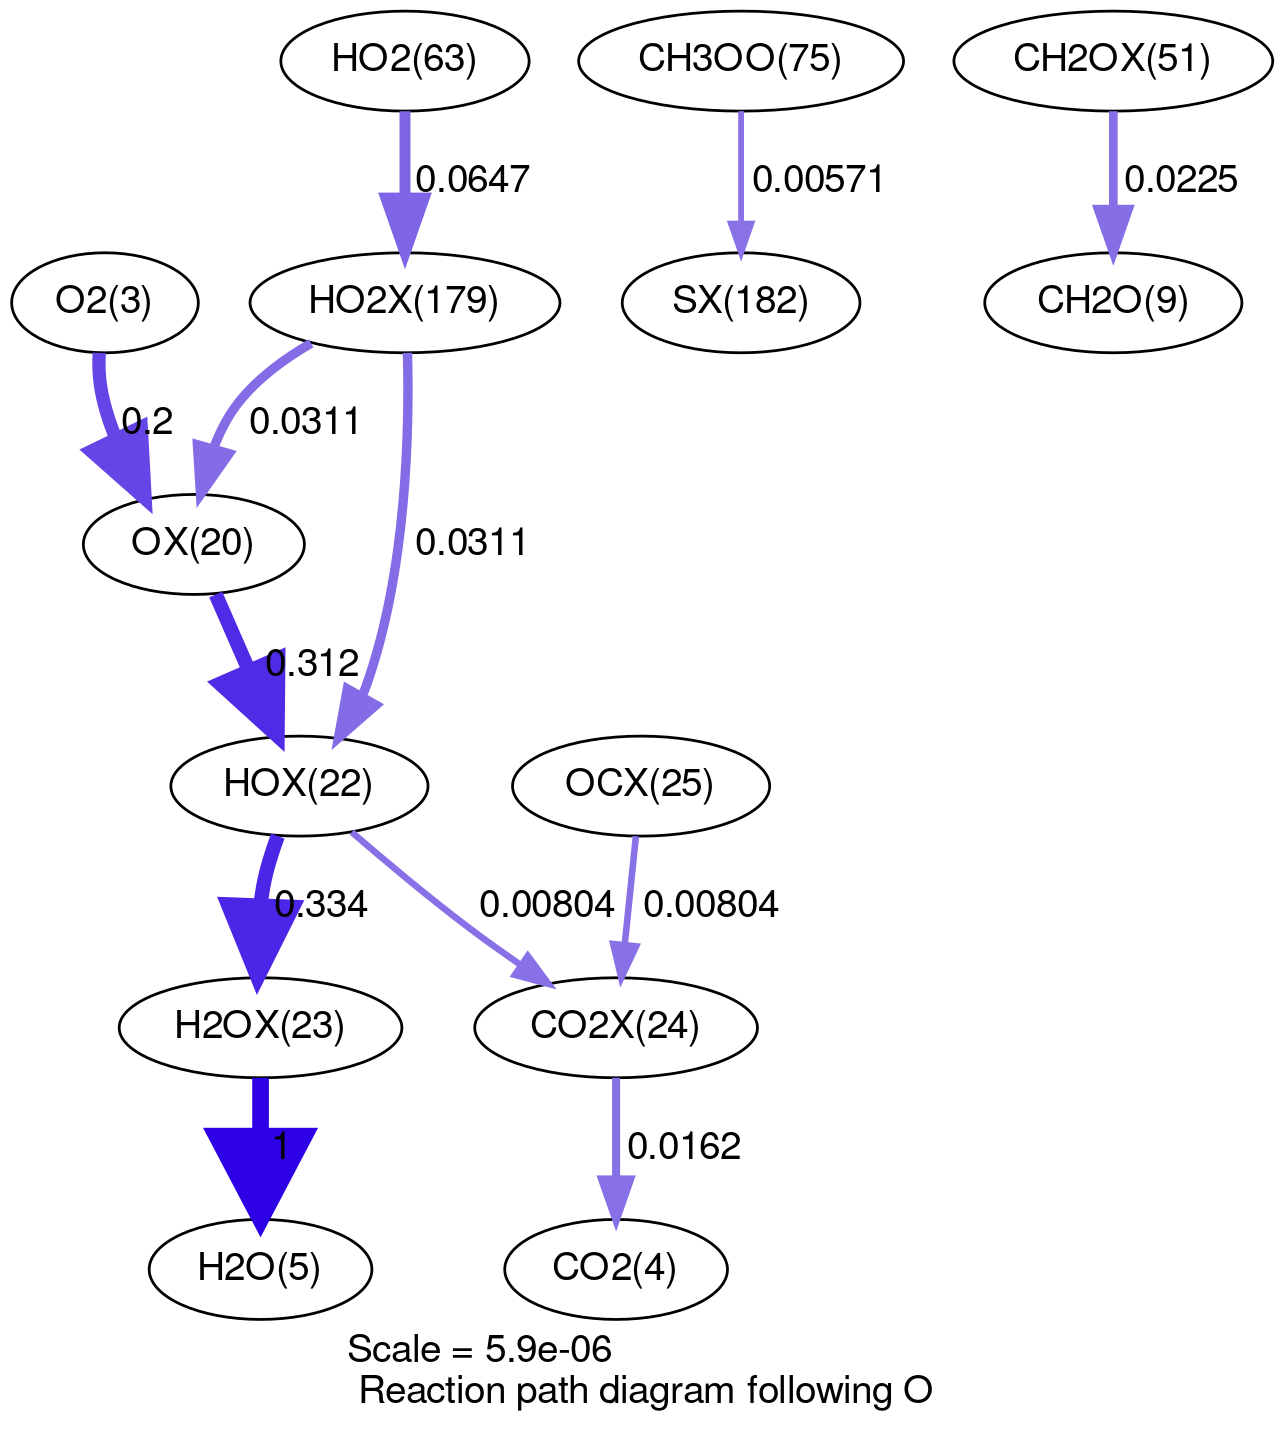 HO2(63)
CH3OO(75)
CH2OX(51)
0.0647
0.00571
0.0225
O2(3)
HO2X(179)
SX(182)
CH2O(9)
0.2
0.0311
OX(20)
0.0311
0.312
HOX(22)
OCX(25)
0.334
0.00804
0.00804
H2OX(23)
CO2X(24)
1
0.0162
H2O(5)
CO2(4)
Scale = 5.9e-06
Reaction path diagram following O